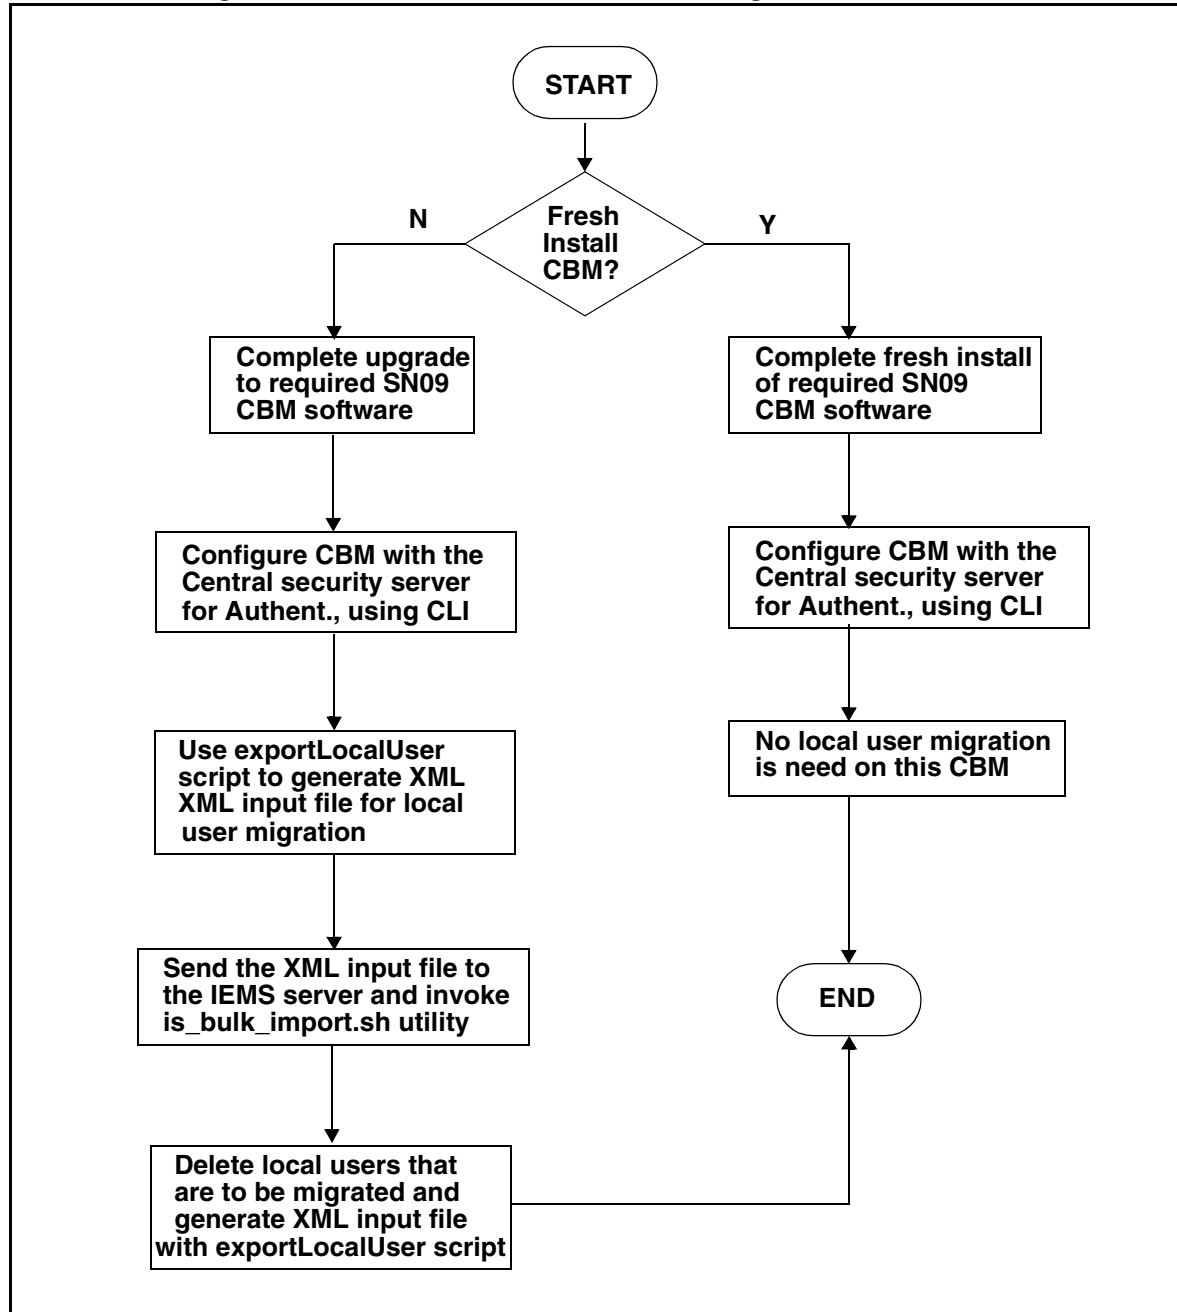 START
Fresh
Install
CBM?
N
Y
Complete upgrade
to required SN09
CBM software
Complete fresh install
of required SN09
CBM software
Configure CBM with the
Central security server
for Authent., using CLI
Configure CBM with the
Central security server
for Authent., using CLI
Use exportLocalUser
script to generate XML
XML input file for local
user migration
No local user migration
is need on this CBM
Send the XML input file to
the IEMS server and invoke
is_bulk_import.sh utility
END
Delete local users that
are to be migrated and
generate XML input file
with exportLocalUser script